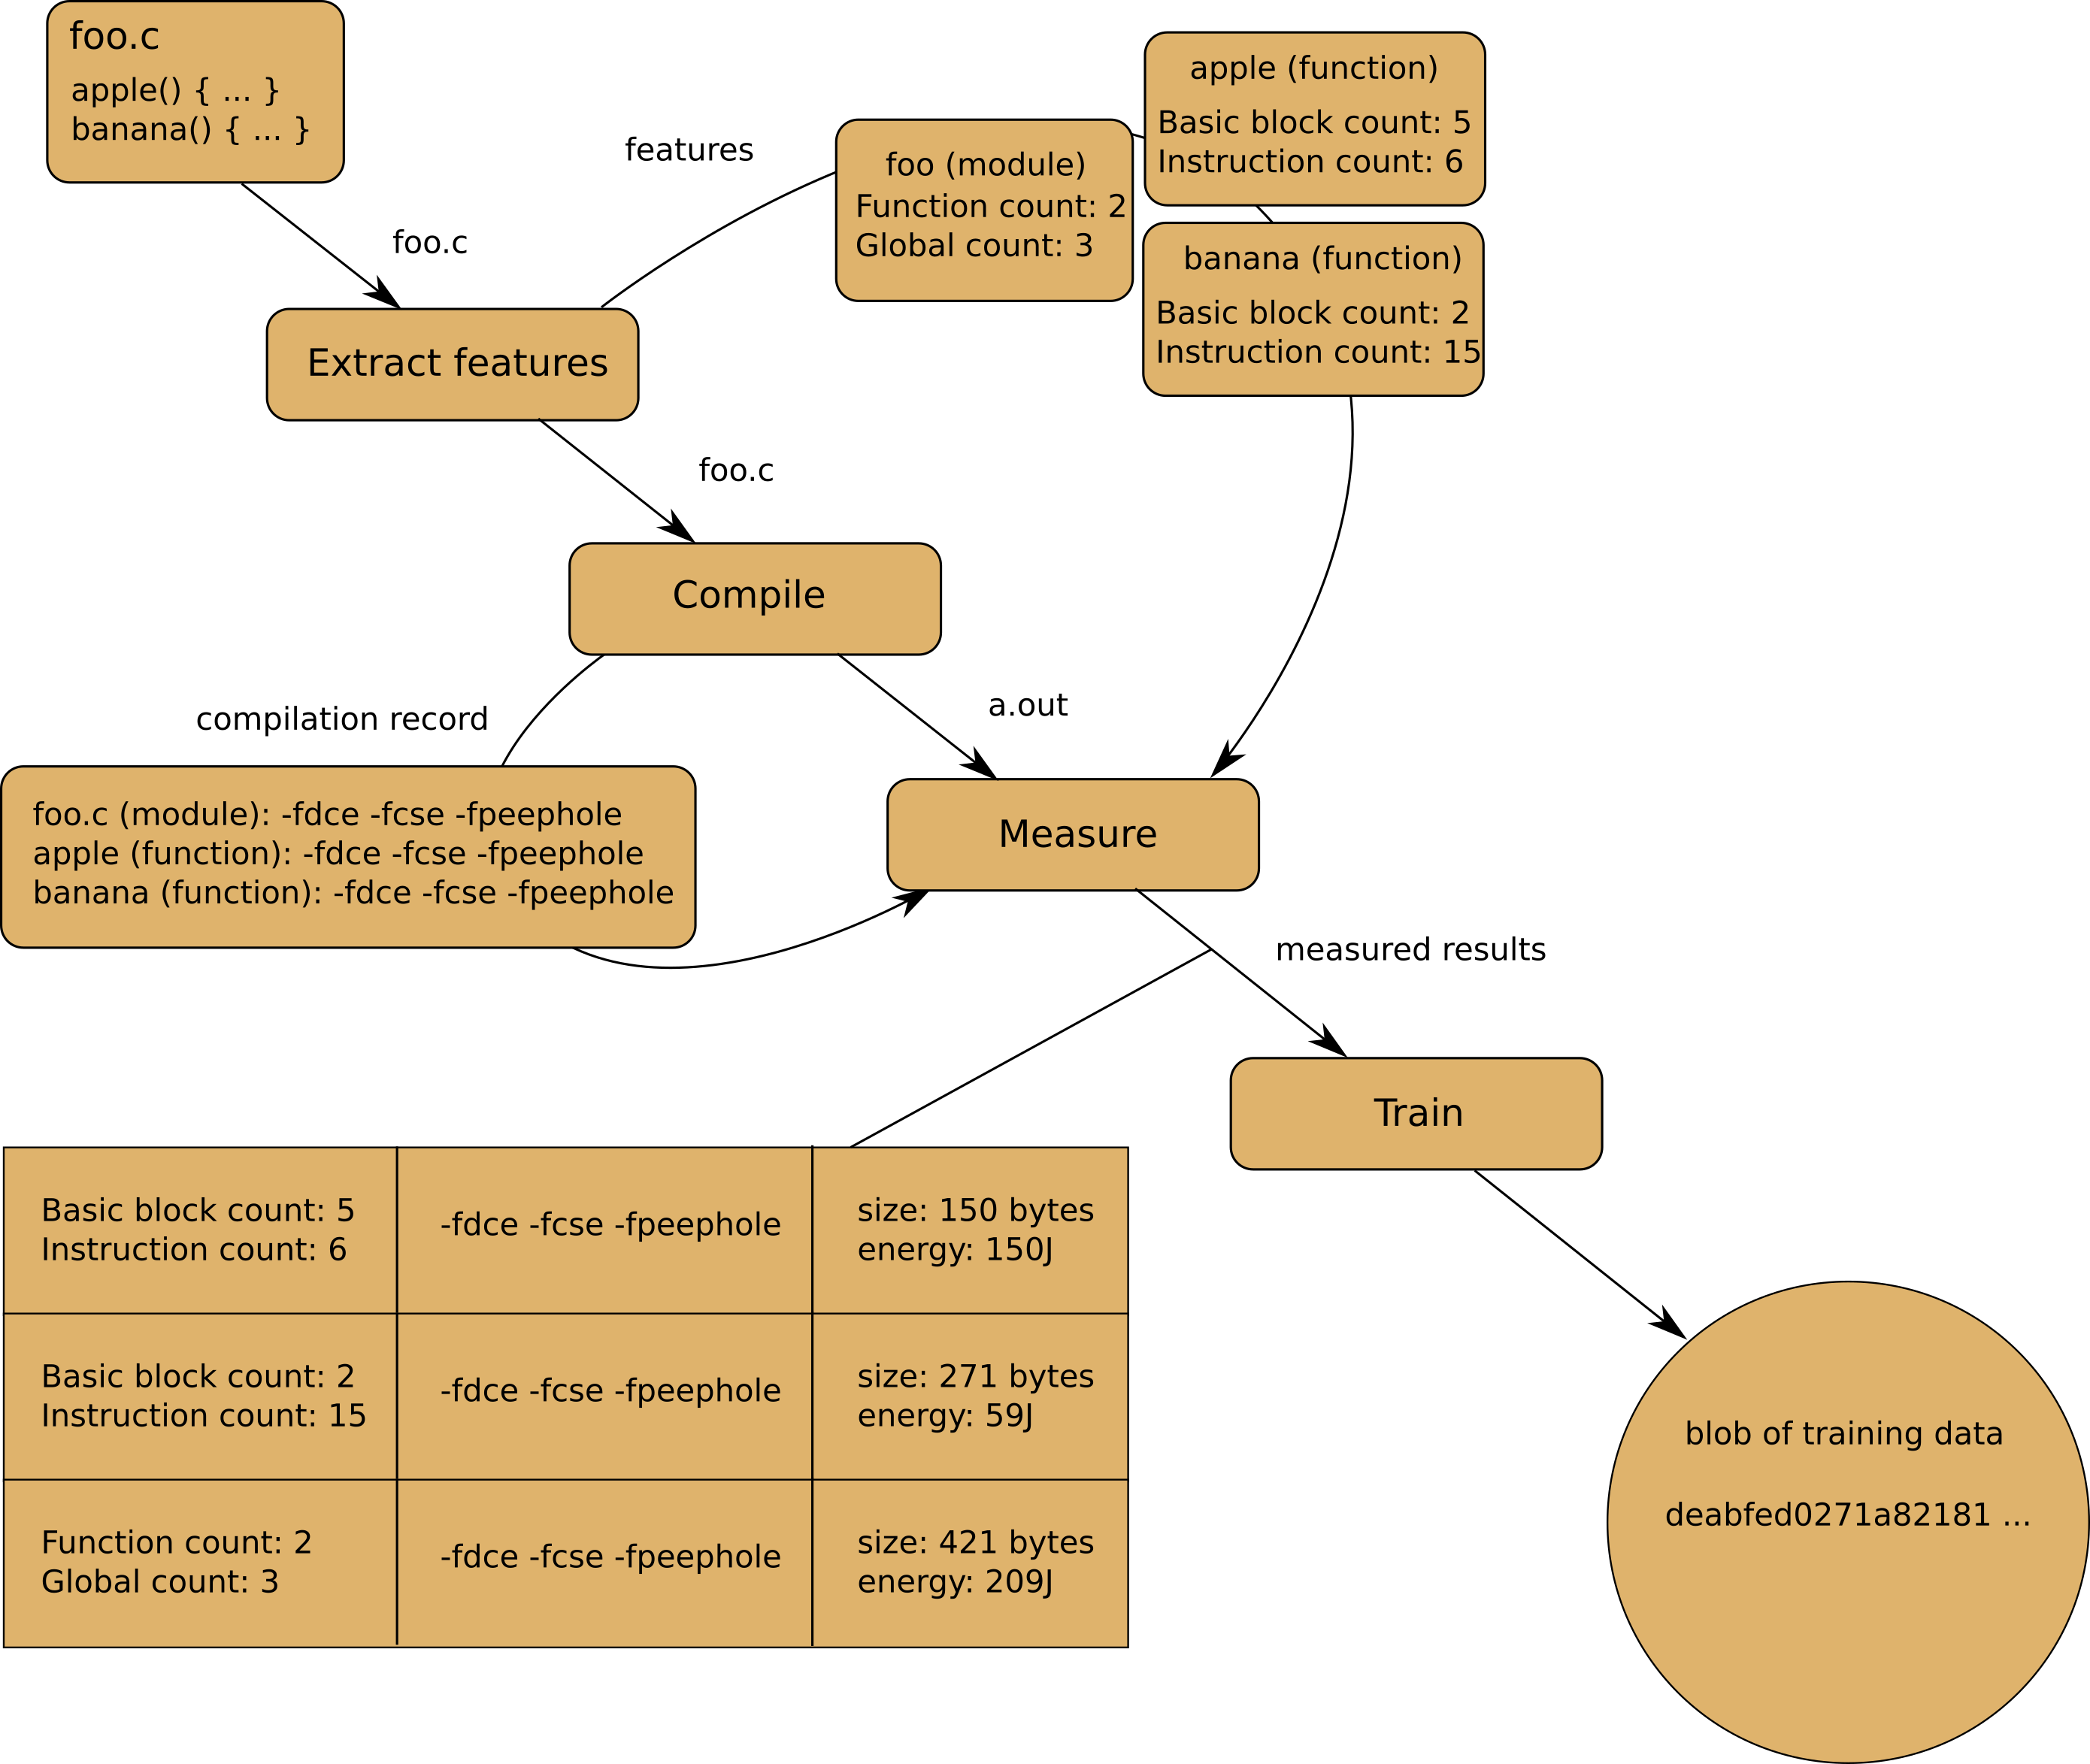 foo.c
apple() { ... }
banana() { ... }
features
foo (module)
Function count: 2
Global count: 3
apple (function)
Basic block count: 5
Instruction count: 6
banana (function)
Basic block count: 2
Instruction count: 15
foo.c
Extract features
foo.c
Compile
compilation record
a.out
foo.c (module): -fdce -fcse -fpeephole
apple (function): -fdce -fcse -fpeephole
banana (function): -fdce -fcse -fpeephole
Measure
measured results
Train
Basic block count: 5
Instruction count: 6
-fdce -fcse -fpeephole
size: 150 bytes
energy: 150J
Basic block count: 2
Instruction count: 15
-fdce -fcse -fpeephole
size: 271 bytes
energy: 59J
Function count: 2
Global count: 3
-fdce -fcse -fpeephole
size: 421 bytes
energy: 209J
blob of training data
deabfed0271a82181 ...